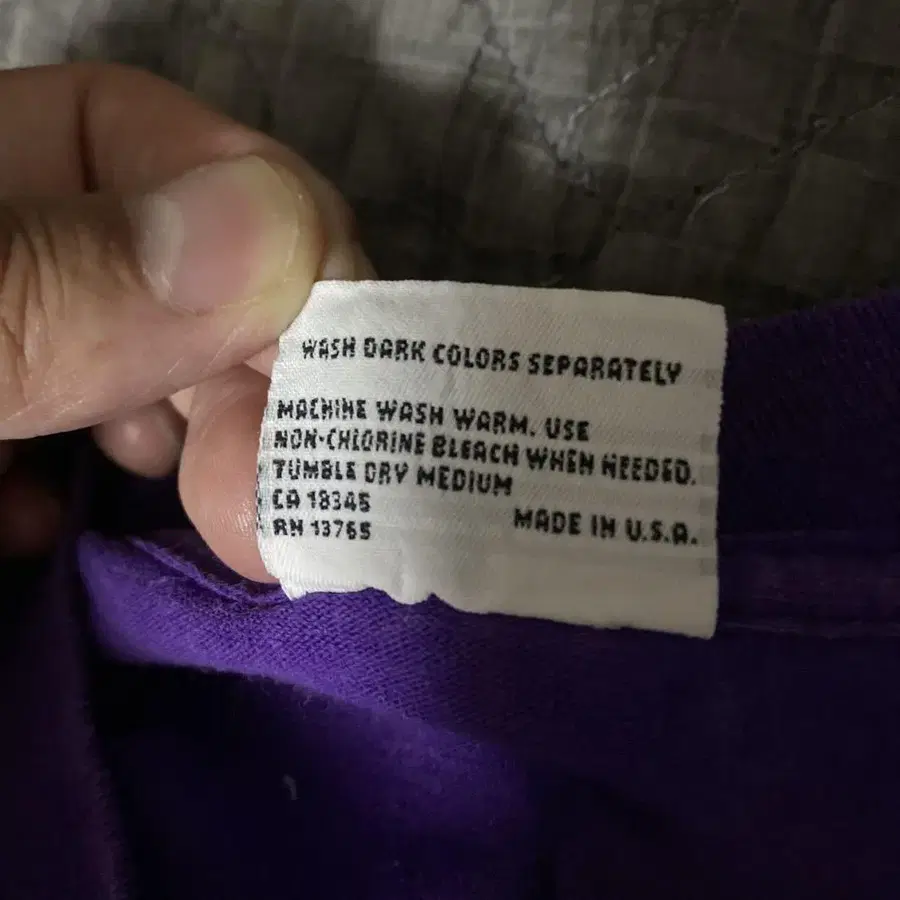 WASH DARK COLORS SEPARATELY
MACHINE WASH WARM. USE
NON-CHLORINE BLEACH WHEN NEEDED.
TUMBLE DRY MEDIUM
CA 18345
RN 13765 MADE IN U.S.A.